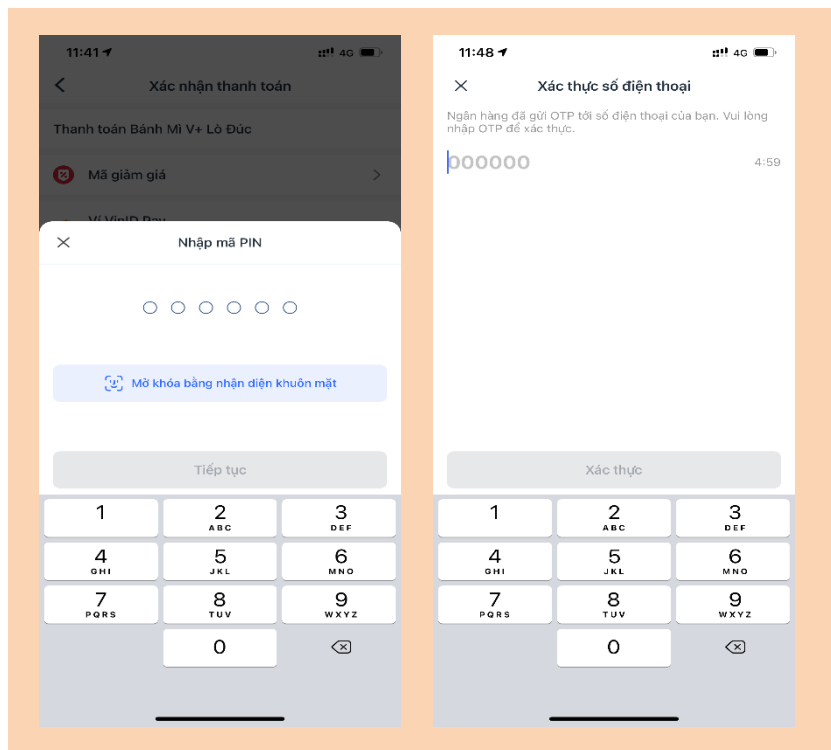 11:41
4G
Xác nhận thanh toán
Thanh toán Bánh Mì V+ Lò Đúc
Mã giảm giá
Ví VinID Pay
Nhập mã PIN
Mở khóa bằng nhận diện khuôn mặt
Tiếp tục
1
2
ABC
3
DEF
4
GHI
5
JKL
6
MNO
7
PQRS
8
TUV
9
WXYZ
0
11:48
4G
Xác thực số điện thoại
Ngân hàng đã gửi OTP tới số điện thoại của bạn. Vui lòng
nhập OTP để xác thực.
000000
4:59
Xác thực
1
2
ABC
3
DEF
4
GHI
5
JKL
6
MNO
7
PQRS
8
TUV
9
WXYZ
0